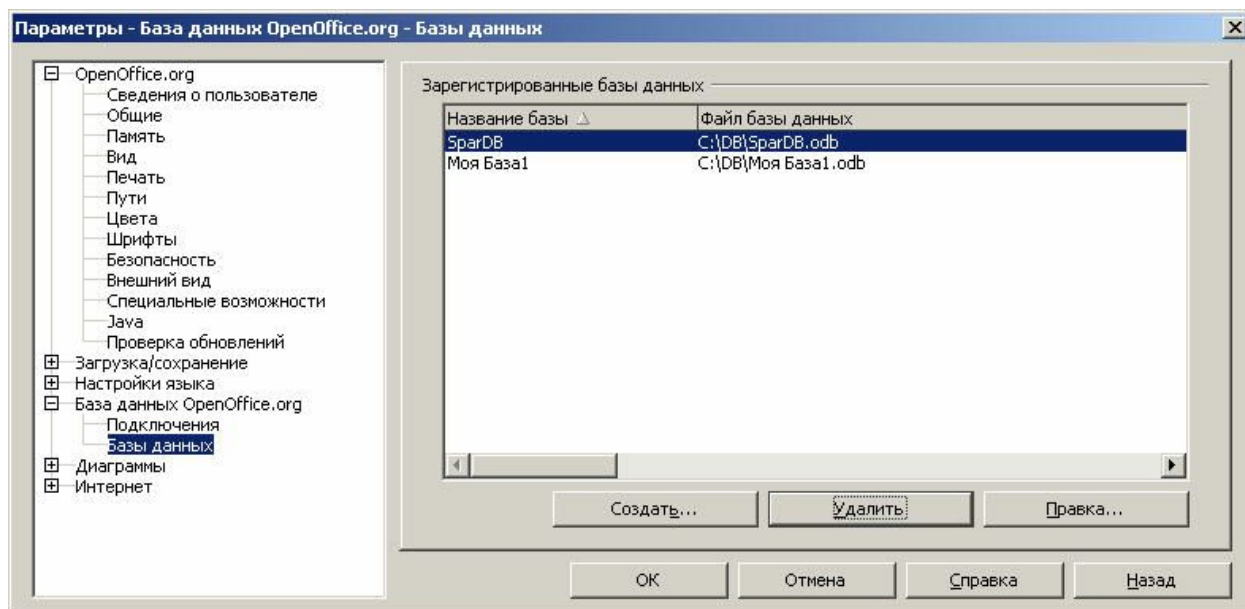 Параметры - База данных OpenOffice.org - Базы данных
OpenOffice.org
Сведения о пользователе
Общие
Память
Вид
Печать
Пути
Цвета
Шрифты
Безопасность
Внешний вид
Специальные возможности
Java
Проверка обновлений
Загрузка/сохранение
Настройки языка
База данных OpenOffice.org
Подключения
Базы данных
Диаграммы
Интернет
Зарегистрированные базы данных
Название базы Файл базы данных
SparDB C:\DB\SparDB.odb
Моя База1 C:\DB\Моя База1.odb
Создать... Удалить Правка...
ОК Отмена Справка Назад